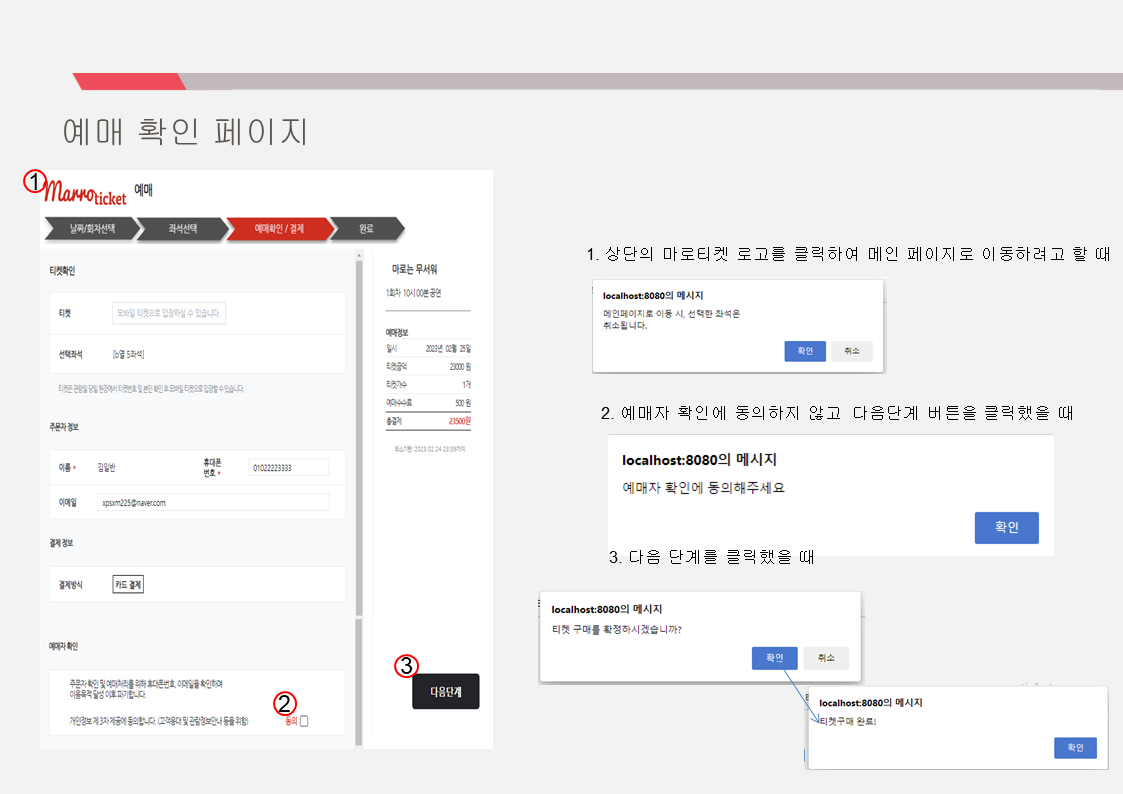 예매 확인 페이지
①
Marroticket 예매
날짜/회차선택 좌석선택 예매확인 / 결제 완료
티켓확인
티켓 모바일 티켓으로 입장하실 수 있습니다.
선택좌석 [b열 5좌석]
티켓은 관람일 당일 현장에서 티켓번호 및 본인 확인 후 모바일 티켓으로 입장할 수 있습니다.
주문자 정보
이름 * 김일반 휴대폰 번호 * 01022223333
이메일 xpsxm225@naver.com
결제 정보
결제방식 카드 결제
예매자 확인
주문자 확인 및 예매처리를 위해 휴대폰번호, 이메일을 확인하며
이용목적 달성 이후 파기합니다.
개인정보 제 3자 제공에 동의합니다. (고객응대 및 관람정보안내 등을 위함) 동의
②
마로는 무서워
1회차 10시 00분 공연
예매정보
일시 2023년 02월 25일
티켓금액 23000 원
티켓가수 1개
예매수수료 500 원
총결제 23500원
취소기한 : 2023.02.24 23:59까지
③
다음단계
1. 상단의 마로티켓 로고를 클릭하여 메인 페이지로 이동하려고 할 때
localhost:8080의 메시지
메인페이지로 이동 시, 선택한 좌석은
취소됩니다.
확인 취소
2. 예매자 확인에 동의하지 않고 다음단계 버튼을 클릭했을 때
localhost:8080의 메시지
예매자 확인에 동의해주세요
확인
3. 다음 단계를 클릭했을 때
localhost:8080의 메시지
티켓 구매를 확정하시겠습니까?
확인 취소
localhost:8080의 메시지
티켓구매 완료!
확인